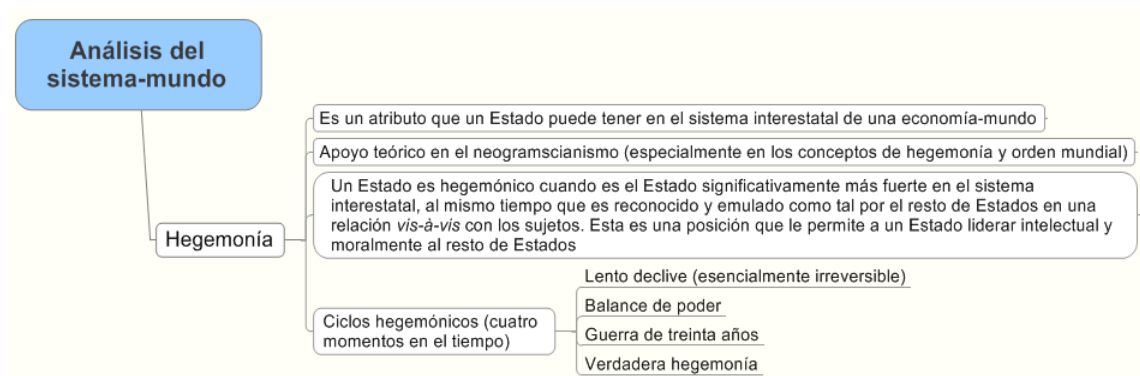 Análisis del
sistema-mundo
Es un atributo que un Estado puede tener en el sistema interestatal de una economía-mundo
Apoyo teórico en el neogramscianismo (especialmente en los conceptos de hegemonía y orden mundial)
Un Estado es hegemónico cuando es el Estado significativamente más fuerte en el sistema
interestatal, al mismo tiempo que es reconocido y emulado como tal por el resto de Estados en una
relación vis-à-vis con los sujetos. Esta es una posición que le permite a un Estado liderar intelectual y
moralmente al resto de Estados
Hegemonía
Ciclos hegemónicos (cuatro
momentos en el tiempo)
Lento declive (esencialmente irreversible)
Balance de poder
Guerra de treinta años
Verdadera hegemonía